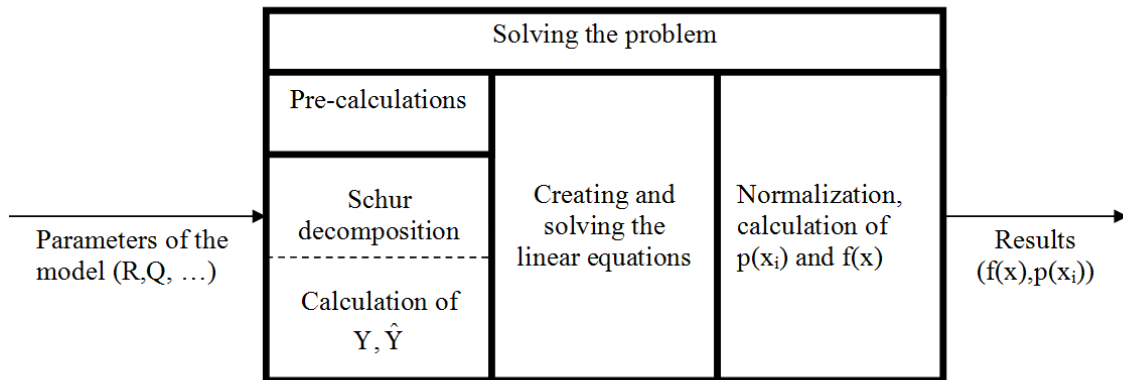 Solving the problem
Pre-calculations
Parameters of the
model (R,Q, …)
Schur
decomposition
Calculation of
Y, Ŷ
Creating and
solving the
linear equations
Normalization,
calculation of
p(xᵢ) and f(x)
Results
(f(x),p(xᵢ))